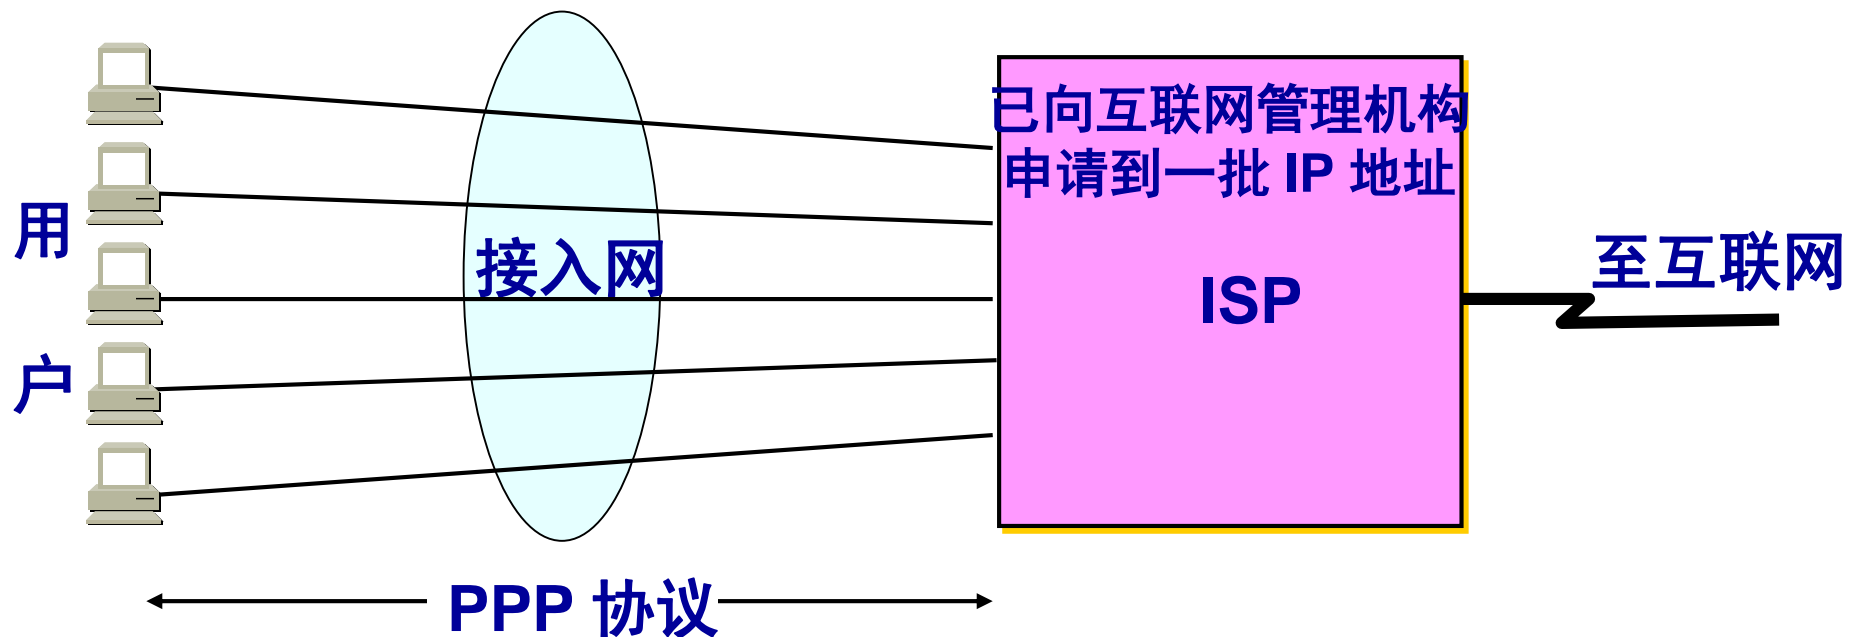 已向互联网管理机构
申请到一批 IP 地址
用
户
接入网
ISP
至互联网
PPP 协议